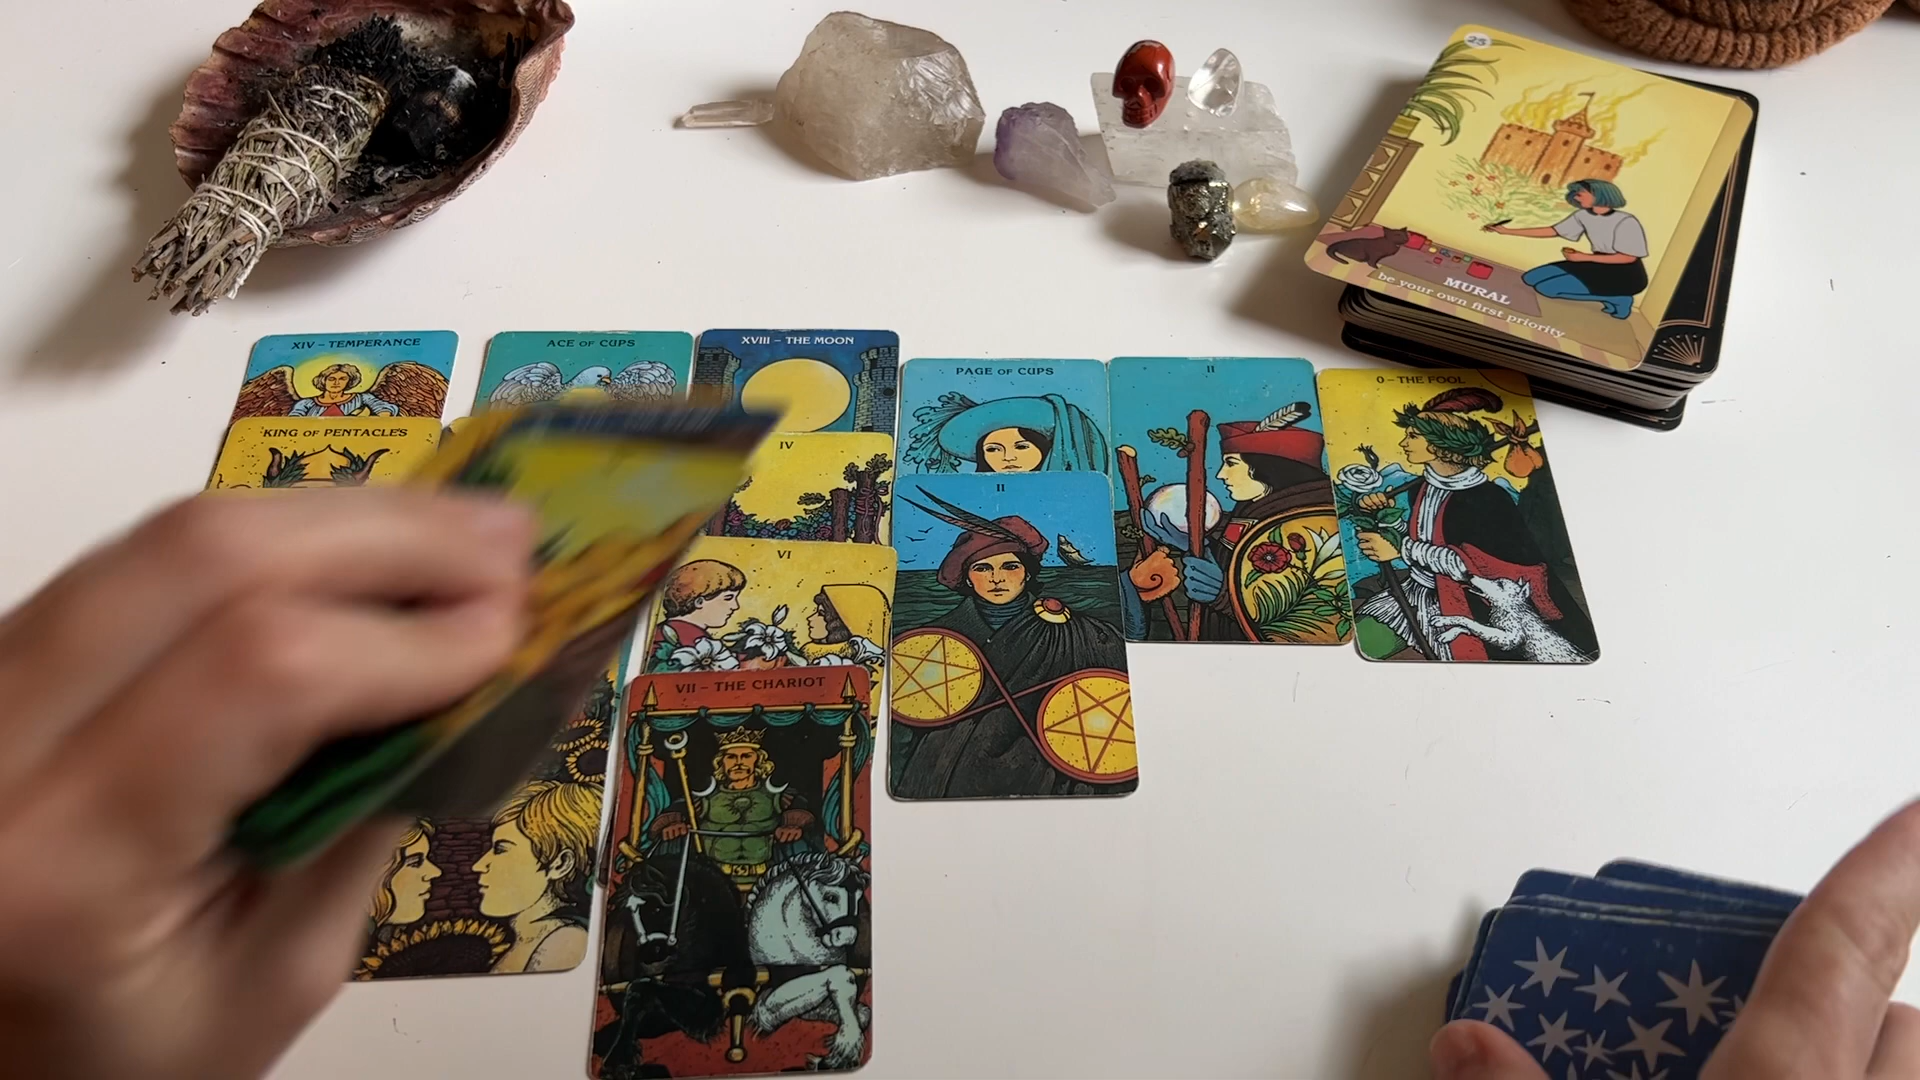 25
MURAL
be your own first priority
XIV – TEMPERANCE
ACE OF CUPS
XVIII – THE MOON
PAGE OF CUPS
II
0 – THE FOOL
KING OF PENTACLES
IV
II
VI
VII – THE CHARIOT